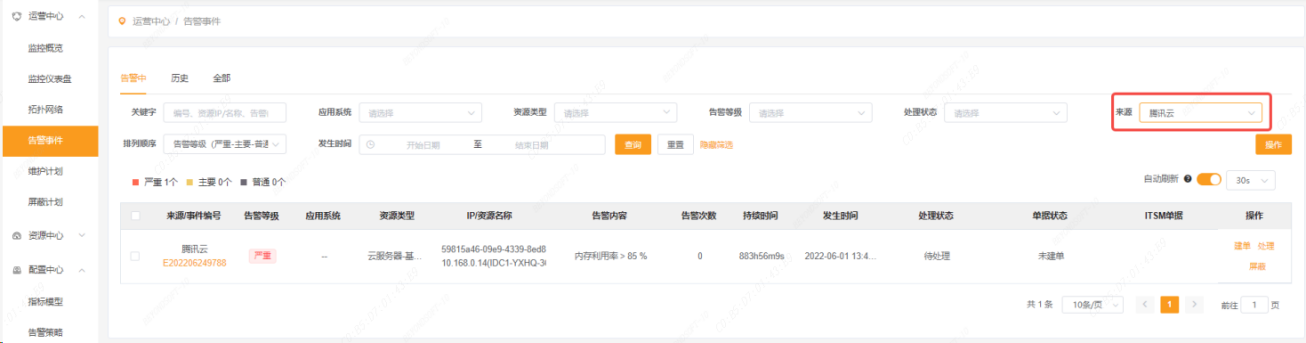 运营中心
监控概览
监控仪表盘
拓扑网络
告警事件
维护计划
屏蔽计划
资源中心
配置中心
指标模型
告警策略
运营中心 / 告警事件
告警中 历史 全部
关键字 编号、资源IP/名称、告警 应用系统 请选择 资源类型 请选择 告警等级 请选择 处理状态 请选择 来源 腾讯云
排列顺序 告警等级（严重-主要-普通 发生时间 开始日期 至 结束日期 查询 重置 隐藏筛选 操作
严重 1个 主要 0个 普通 0个 自动刷新 30s
来源/事件编号 告警等级 应用系统 资源类型 IP/资源名称 告警内容 告警次数 持续时间 发生时间 处理状态 单据状态 ITSM单据 操作
腾讯云
E202206249788
严重 -- 云服务器-基...
59815a46-09e9-4339-8ed8
10.168.0.14(IDC1-YXHQ-3
内存利用率 > 85 % 0 883h56m9s 2022-06-01 13:4... 待处理 未建单
建单 处理
屏蔽
共 1 条 10条/页 1 前往 1 页